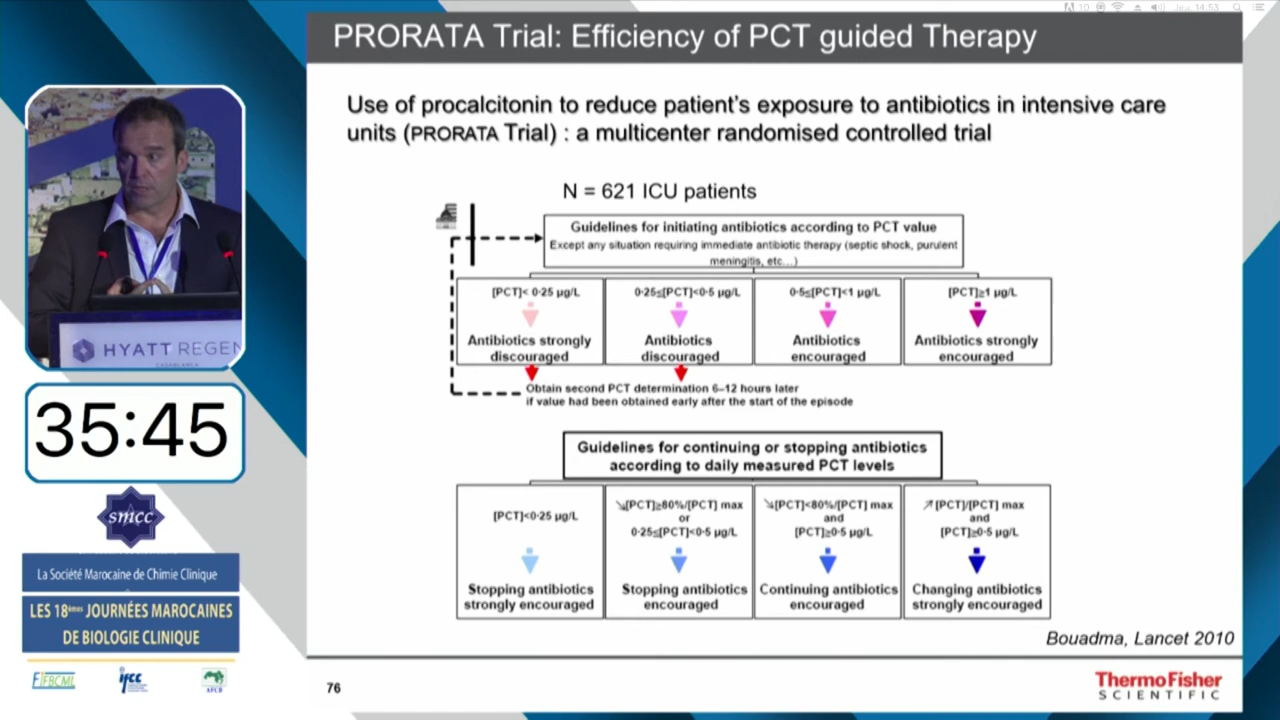 14:53
PRORATA Trial: Efficiency of PCT guided Therapy
Use of procalcitonin to reduce patient's exposure to antibiotics in intensive care
units (PRORATA Trial) : a multicenter randomised controlled trial
N = 621 ICU patients
Guidelines for initiating antibiotics according to PCT value
Except any situation requiring immediate antibiotic therapy (septic shock, purulent
meningitis, etc...)
[PCT]< 0·25 µg/L
Antibiotics strongly
discouraged
0·25≤[PCT]<0·5 µg/L
Antibiotics
discouraged
0·5≤[PCT]<1 µg/L
Antibiotics
encouraged
[PCT]≥1 µg/L
Antibiotics strongly
encouraged
Obtain second PCT determination 6–12 hours later
if value had been obtained early after the start of the episode
Guidelines for continuing or stopping antibiotics
according to daily measured PCT levels
[PCT]<0·25 µg/L
Stopping antibiotics
strongly encouraged
↘[PCT]≥80%/[PCT] max
or
0·25≤[PCT]<0·5 µg/L
Stopping antibiotics
encouraged
↘[PCT]<80%/[PCT] max
and
[PCT]≥0·5 µg/L
Continuing antibiotics
encouraged
↗[PCT]/[PCT] max
and
[PCT]≥0·5 µg/L
Changing antibiotics
strongly encouraged
Bouadma, Lancet 2010
76
ThermoFisher
SCIENTIFIC
HYATT REGEN
CASABLANCA
35:45
smcc
La Société Marocaine de Chimie Clinique
LES 18èmes JOURNÉES MAROCAINES
DE BIOLOGIE CLINIQUE
ifcc
AFCB